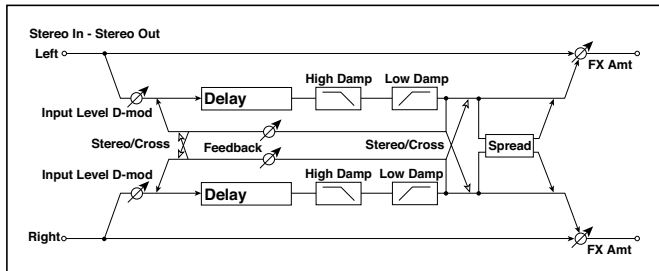 Stereo In - Stereo Out
Left
FX Amt
High Damp Low Damp
Delay
Input Level D-mod
Stereo/Cross Feedback Stereo/Cross
Spread
Input Level D-mod
High Damp Low Damp
Delay
Right
FX Amt